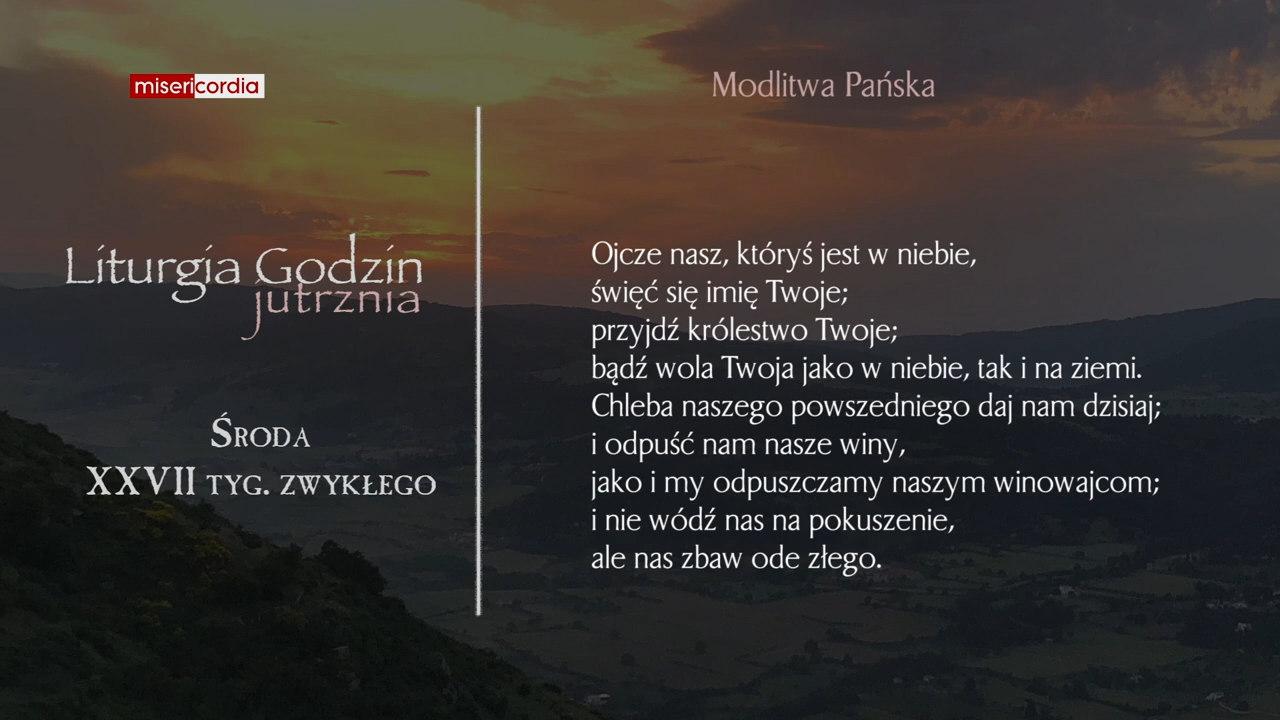 misericordia
Liturgia Godzin
jutrznia
Środa
XXVII tyg. zwykłego
Modlitwa Pańska
Ojcze nasz, któryś jest w niebie,
święć się imię Twoje;
przyjdź królestwo Twoje;
bądź wola Twoja jako w niebie, tak i na ziemi.
Chleba naszego powszedniego daj nam dzisiaj;
i odpuść nam nasze winy,
jako i my odpuszczamy naszym winowajcom;
i nie wódź nas na pokuszenie,
ale nas zbaw ode złego.